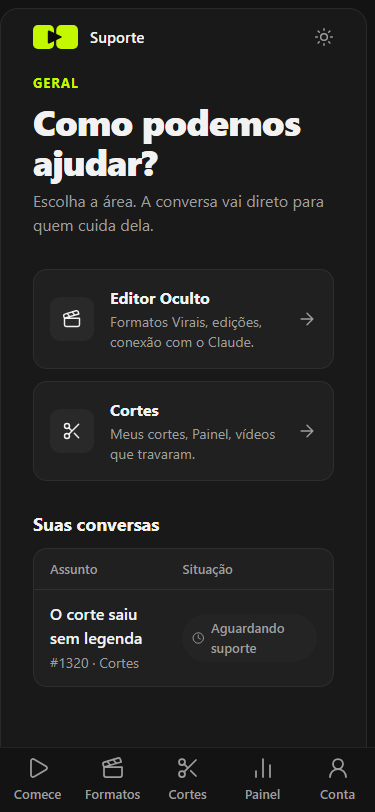 Suporte
GERAL
Como podemos
ajudar?
Escolha a área. A conversa vai direto para
quem cuida dela.
Editor Oculto
Formatos Virais, edições,
conexão com o Claude.
Cortes
Meus cortes, Painel, vídeos
que travaram.
Suas conversas
Assunto Situação
O corte saiu
sem legenda
#1320 · Cortes
Aguardando
suporte
Comece Formatos Cortes Painel Conta